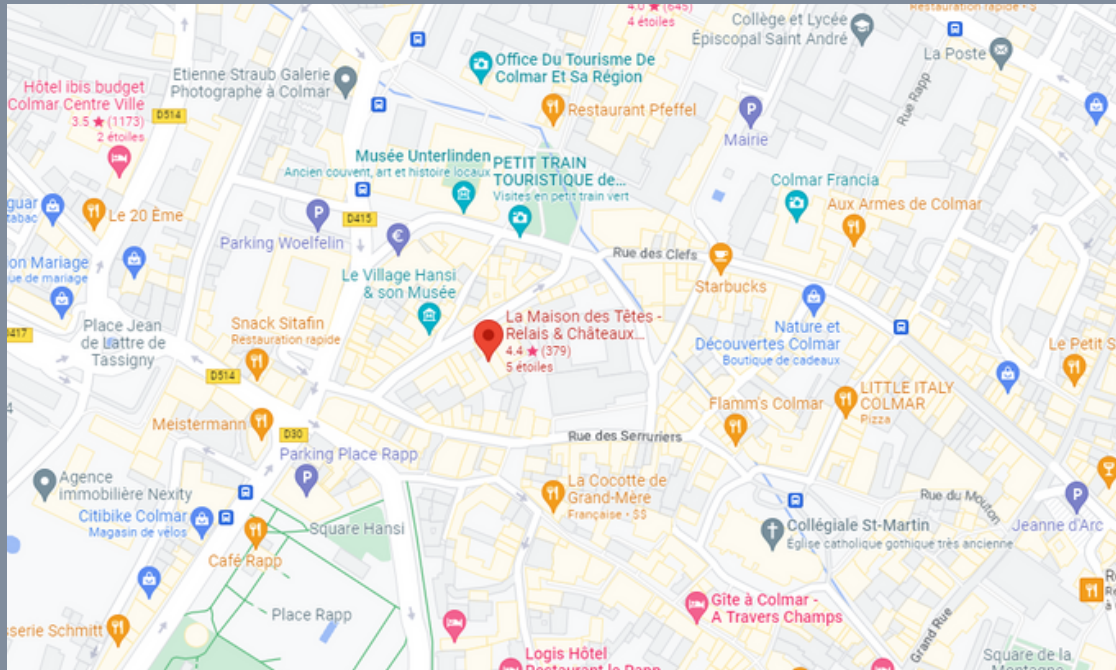 4.0 ★ (645)
4 étoiles
Collège et Lycée
Épiscopal Saint André
Restauration rapide · $
La Poste
Rue Rapp
Etienne Straub Galerie
Photographe à Colmar
Office Du Tourisme De
Colmar Et Sa Région
Hôtel ibis budget
Colmar Centre Ville
3.5 ★ (1173)
2 étoiles
D514
Restaurant Pfeffel
P
Mairie
Musée Unterlinden
Ancien couvent, art et histoire locaux
PETIT TRAIN
TOURISTIQUE de...
Visites en petit train vert
Colmar Francia
Aux Armes de Colmar
guar
tabac
Le 20 Ème
P
Parking Woelfelin
D415
€
Rue des Clefs
Starbucks
on Mariage
que de mariage
Le Village Hansi
& son Musée
La Maison des Têtes -
Relais & Châteaux...
4.4 ★ (379)
5 étoiles
Nature et
Découvertes Colmar
Boutique de cadeaux
417
Place Jean
de Lattre de
Tassigny
Snack Sitafin
Restauration rapide
D514
Le Petit S
4
Meistermann
D30
Flamm's Colmar
LITTLE ITALY
COLMAR
Pizza
Rue des Serruriers
Parking Place Rapp
P
Agence
immobilière Nexity
La Cocotte de
Grand-Mère
Française · $$
Rue du Mouton
P
Jeanne d'Arc
Citibike Colmar
Magasin de vélos
Square Hansi
Collégiale St-Martin
Église catholique gothique très ancienne
Café Rapp
Place Rapp
Gîte à Colmar -
A Travers Champs
sserie Schmitt
Grand Rue
Logis Hôtel
Restaurant le Rapp
Square de la
Montagne